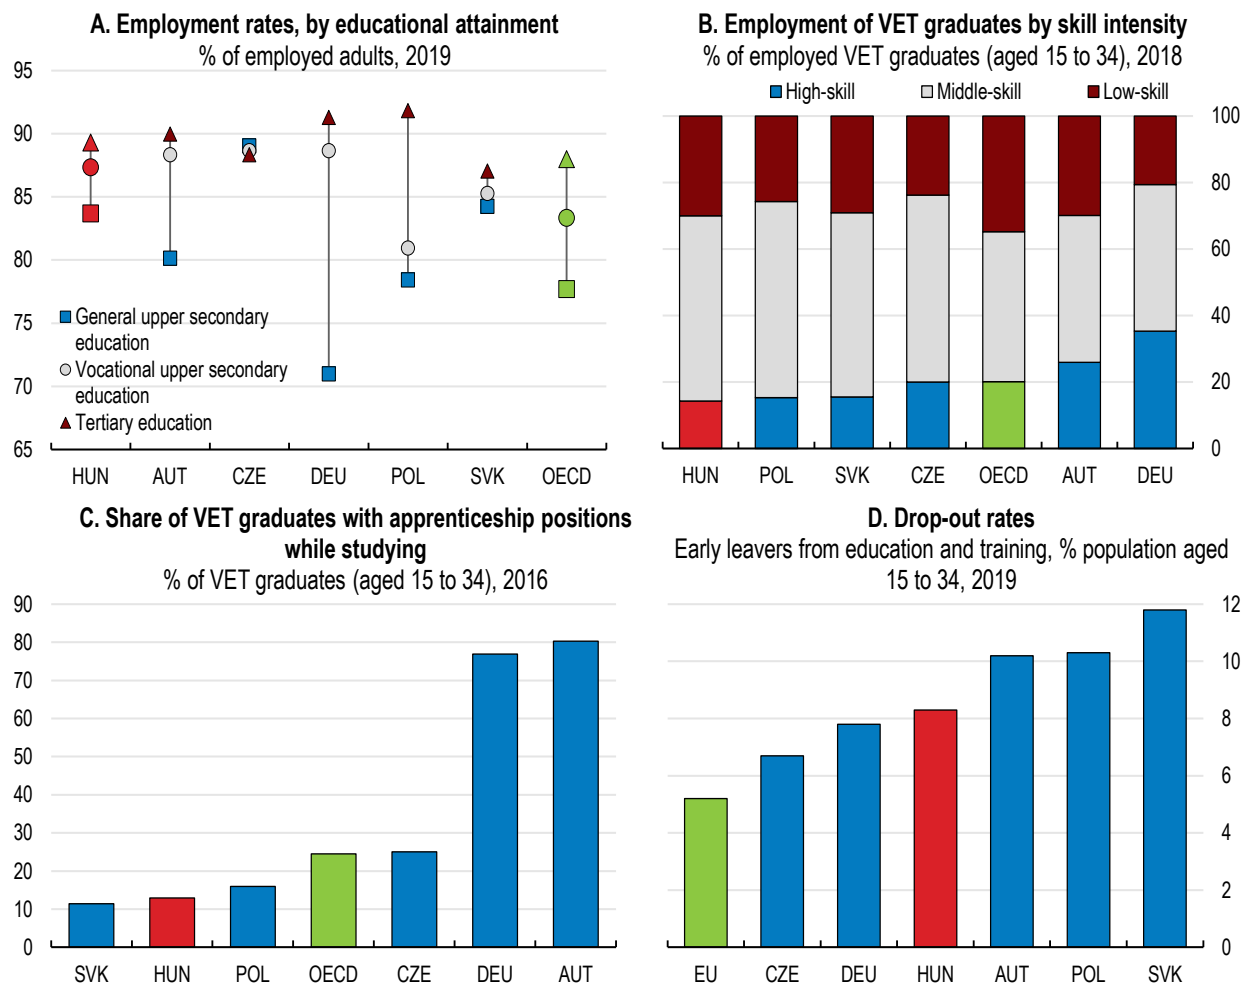 A. Employment rates, by educational attainment
% of employed adults, 2019
95
90
85
80
75
70
65
General upper secondary
education
Vocational upper secondary
education
Tertiary education
HUN AUT CZE DEU POL SVK OECD
B. Employment of VET graduates by skill intensity
% of employed VET graduates (aged 15 to 34), 2018
High-skill Middle-skill Low-skill
100
80
60
40
20
0
HUN POL SVK CZE OECD AUT DEU
C. Share of VET graduates with apprenticeship positions
while studying
% of VET graduates (aged 15 to 34), 2016
90
80
70
60
50
40
30
20
10
0
SVK HUN POL OECD CZE DEU AUT
D. Drop-out rates
Early leavers from education and training, % population aged
15 to 34, 2019
12
10
8
6
4
2
0
EU CZE DEU HUN AUT POL SVK